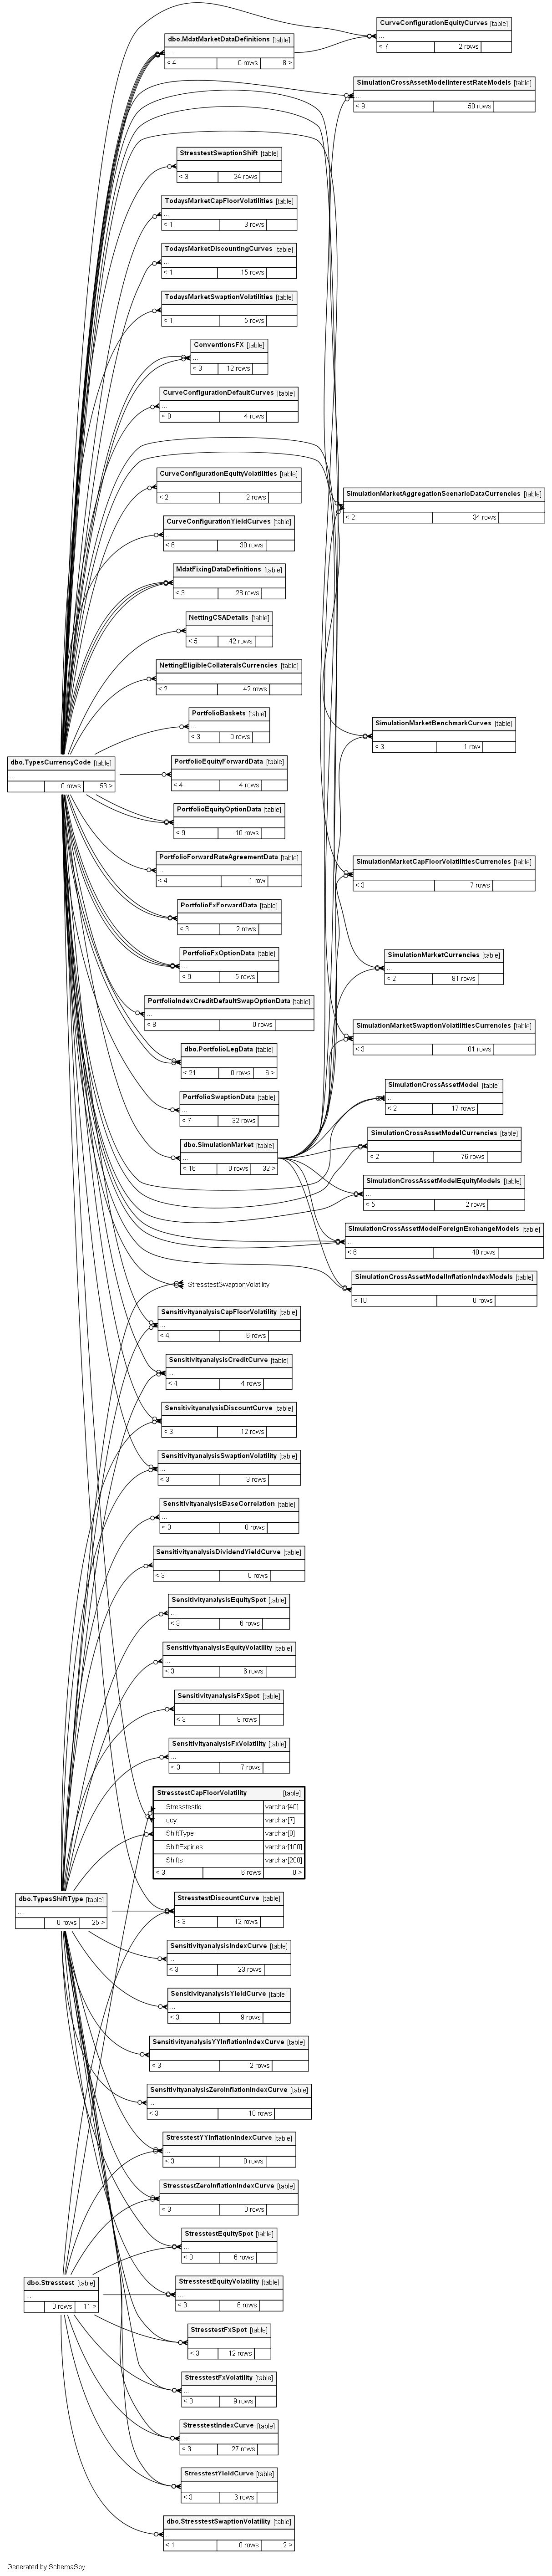 CurveConfigurationEquityCurves [table]
...
< 7 2 rows
dbo.MdatMarketDataDefinitions [table]
...
< 4 0 rows 8 >
SimulationCrossAssetModelInterestRateModels [table]
...
< 9 50 rows
StresstestSwaptionShift [table]
...
< 3 24 rows
TodaysMarketCapFloorVolatilities [table]
...
< 1 3 rows
TodaysMarketDiscountingCurves [table]
...
< 1 15 rows
TodaysMarketSwaptionVolatilities [table]
...
< 1 5 rows
ConventionsFX [table]
...
< 3 12 rows
CurveConfigurationDefaultCurves [table]
...
< 8 4 rows
CurveConfigurationEquityVolatilities [table]
...
< 2 2 rows
SimulationMarketAggregationScenarioDataCurrencies [table]
...
< 2 34 rows
CurveConfigurationYieldCurves [table]
...
< 6 30 rows
MdatFixingDataDefinitions [table]
...
< 3 28 rows
NettingCSADetails [table]
...
< 5 42 rows
NettingEligibleCollateralsCurrencies [table]
...
< 2 42 rows
PortfolioBaskets [table]
...
< 3 0 rows
SimulationMarketBenchmarkCurves [table]
...
< 3 1 row
dbo.TypesCurrencyCode [table]
...
0 rows 53 >
PortfolioEquityForwardData [table]
...
< 4 4 rows
PortfolioEquityOptionData [table]
...
< 9 10 rows
PortfolioForwardRateAgreementData [table]
...
< 4 1 row
SimulationMarketCapFloorVolatilitiesCurrencies [table]
...
< 3 7 rows
PortfolioFxForwardData [table]
...
< 3 2 rows
PortfolioFxOptionData [table]
...
< 9 5 rows
SimulationMarketCurrencies [table]
...
< 2 81 rows
PortfolioIndexCreditDefaultSwapOptionData [table]
...
< 8 0 rows
SimulationMarketSwaptionVolatilitiesCurrencies [table]
...
< 3 81 rows
dbo.PortfolioLegData [table]
...
< 21 0 rows 6 >
SimulationCrossAssetModel [table]
...
< 2 17 rows
PortfolioSwaptionData [table]
...
< 7 32 rows
SimulationCrossAssetModelCurrencies [table]
...
< 2 76 rows
dbo.SimulationMarket [table]
...
< 16 0 rows 32 >
SimulationCrossAssetModelEquityModels [table]
...
< 5 2 rows
SimulationCrossAssetModelForeignExchangeModels [table]
...
< 6 48 rows
SimulationCrossAssetModelInflationIndexModels [table]
...
< 10 0 rows
StresstestSwaptionVolatility
SensitivityanalysisCapFloorVolatility [table]
...
< 4 6 rows
SensitivityanalysisCreditCurve [table]
...
< 4 4 rows
SensitivityanalysisDiscountCurve [table]
...
< 3 12 rows
SensitivityanalysisSwaptionVolatility [table]
...
< 3 3 rows
SensitivityanalysisBaseCorrelation [table]
...
< 3 0 rows
SensitivityanalysisDividendYieldCurve [table]
...
< 3 0 rows
SensitivityanalysisEquitySpot [table]
...
< 3 6 rows
SensitivityanalysisEquityVolatility [table]
...
< 3 6 rows
SensitivityanalysisFxSpot [table]
...
< 3 9 rows
SensitivityanalysisFxVolatility [table]
...
< 3 7 rows
StresstestCapFloorVolatility [table]
StresstestId varchar[40]
ccy varchar[7]
ShiftType varchar[8]
ShiftExpiries varchar[100]
Shifts varchar[200]
< 3 6 rows 0 >
dbo.TypesShiftType [table]
...
0 rows 25 >
StresstestDiscountCurve [table]
...
< 3 12 rows
SensitivityanalysisIndexCurve [table]
...
< 3 23 rows
SensitivityanalysisYieldCurve [table]
...
< 3 9 rows
SensitivityanalysisYYInflationIndexCurve [table]
...
< 3 2 rows
SensitivityanalysisZeroInflationIndexCurve [table]
...
< 3 10 rows
StresstestYYInflationIndexCurve [table]
...
< 3 0 rows
StresstestZeroInflationIndexCurve [table]
...
< 3 0 rows
StresstestEquitySpot [table]
...
< 3 6 rows
dbo.Stresstest [table]
...
0 rows 11 >
StresstestEquityVolatility [table]
...
< 3 6 rows
StresstestFxSpot [table]
...
< 3 12 rows
StresstestFxVolatility [table]
...
< 3 9 rows
StresstestIndexCurve [table]
...
< 3 27 rows
StresstestYieldCurve [table]
...
< 3 6 rows
dbo.StresstestSwaptionVolatility [table]
...
< 1 0 rows 2 >
Generated by SchemaSpy